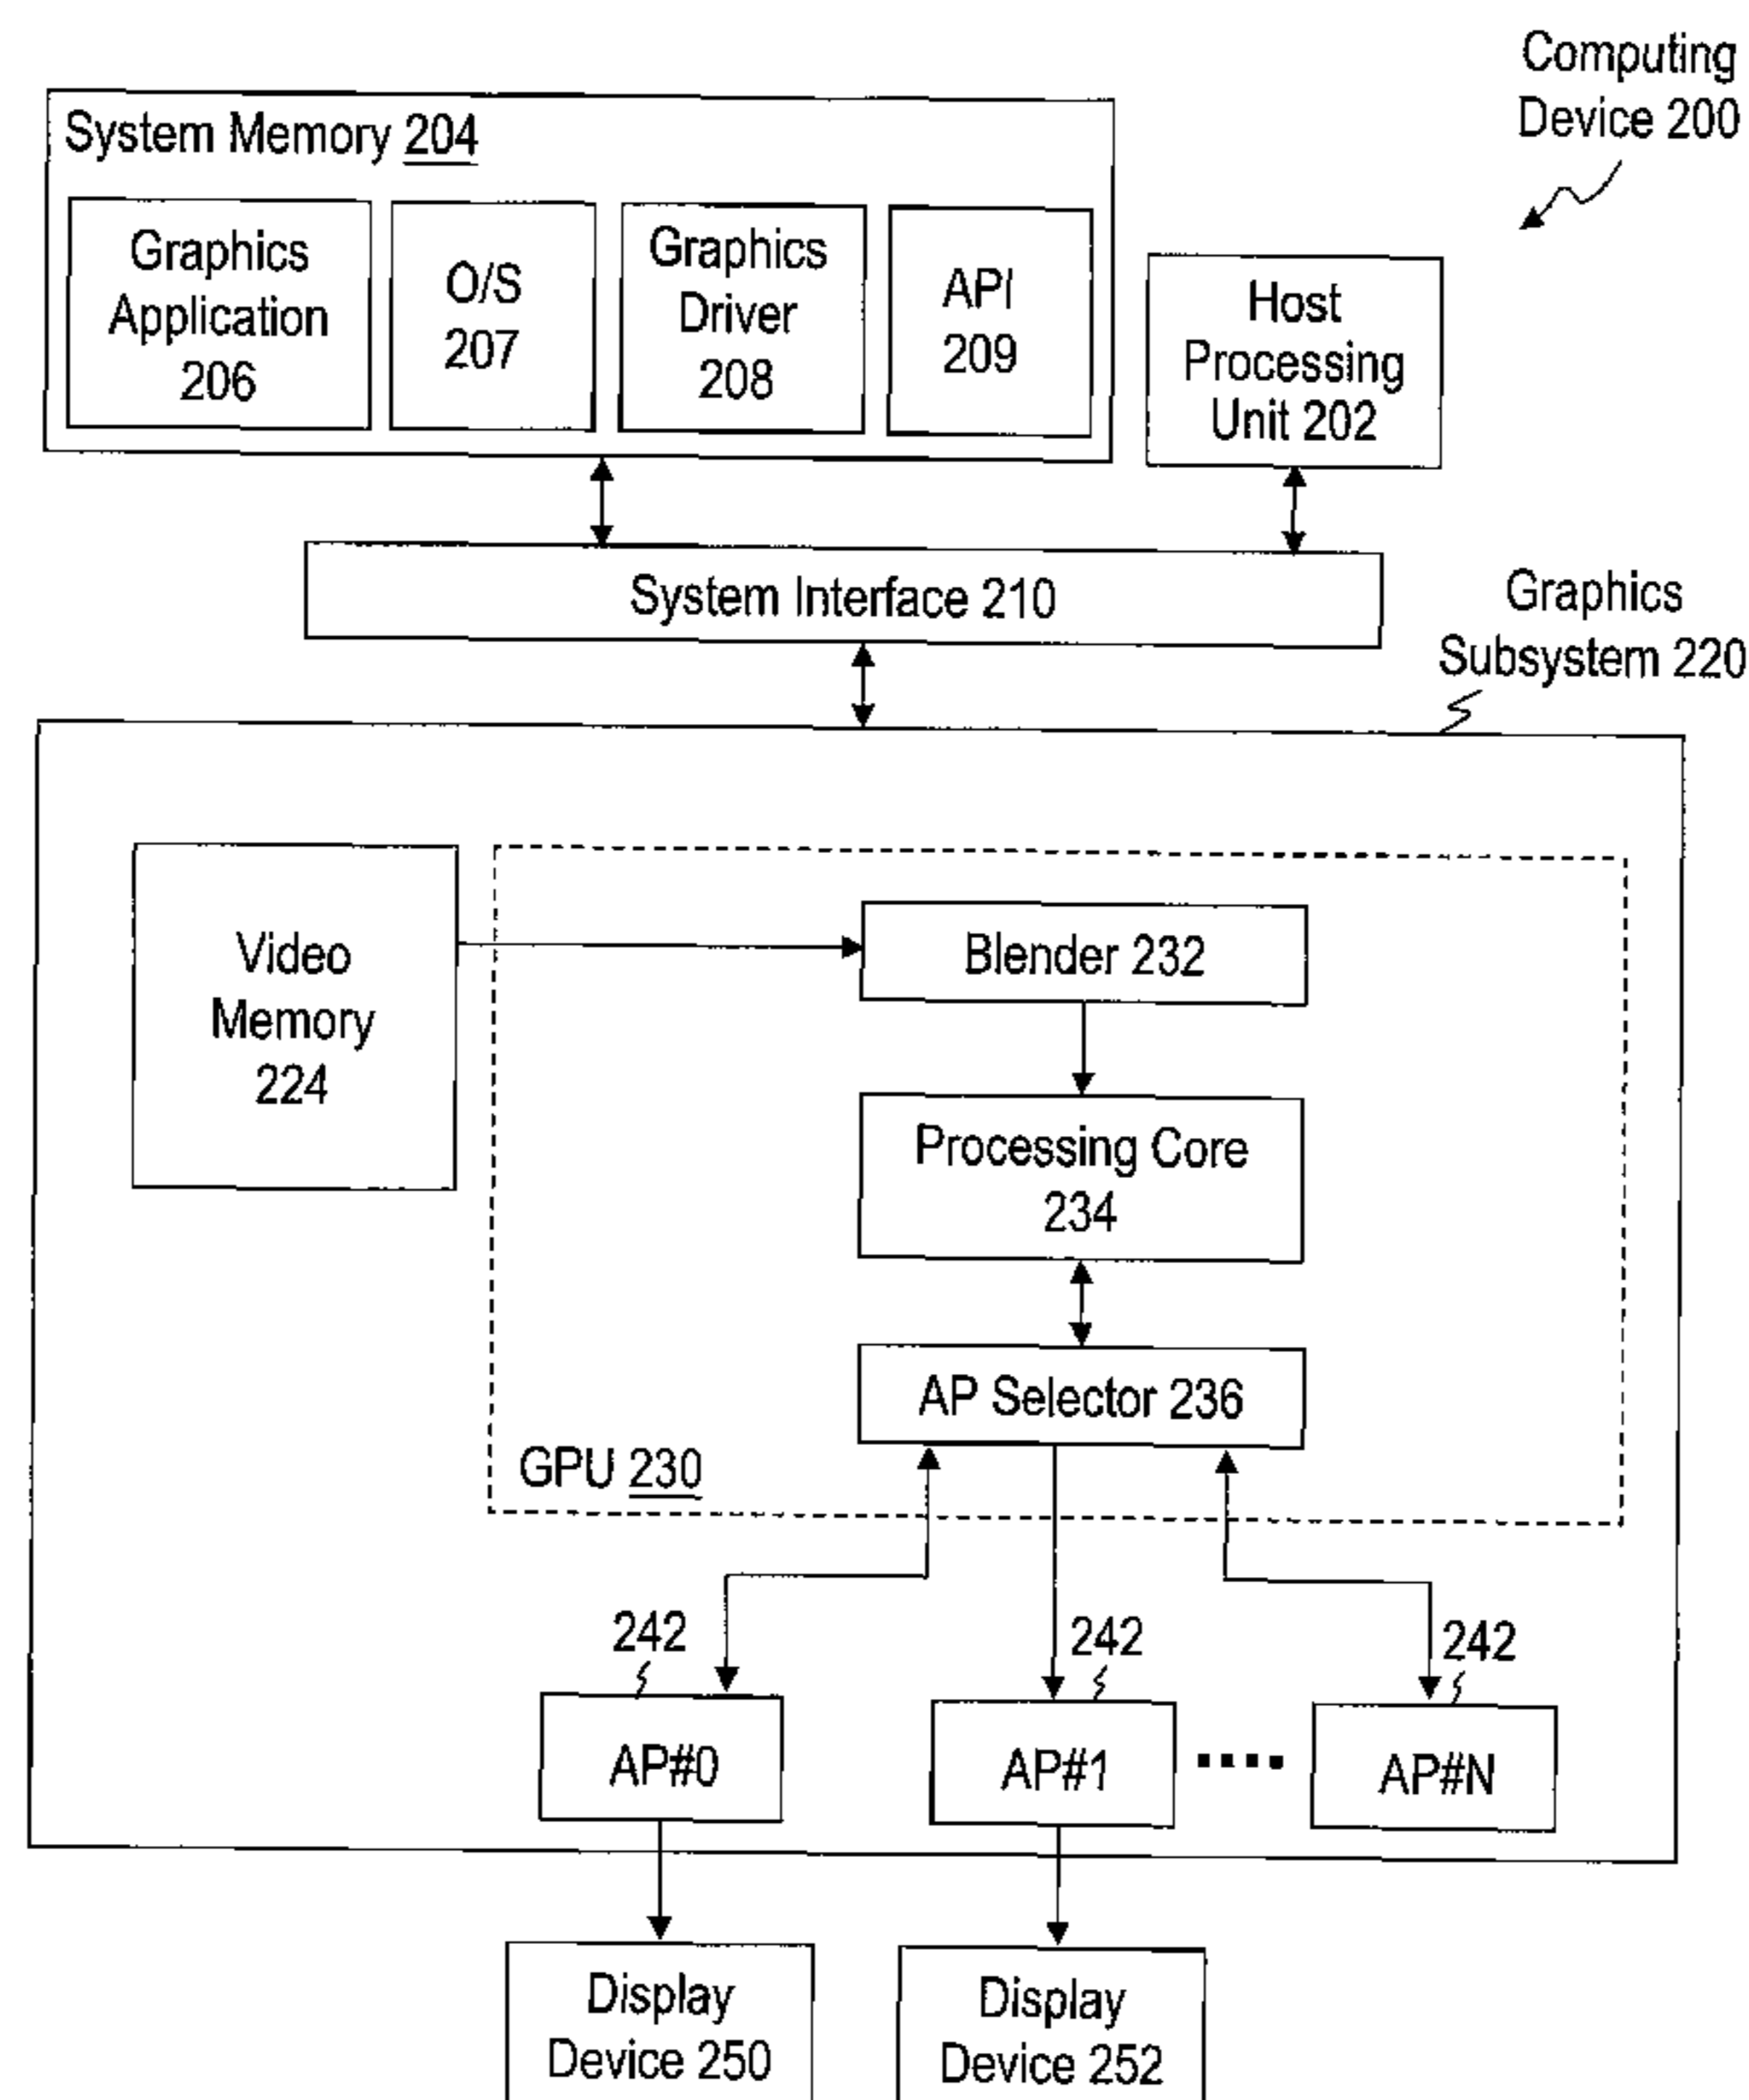 Computing
Device 200
System Memory 204
Graphics
Application
206
O/S
207
Graphics
Driver
208
API
209
Host
Processing
Unit 202
System Interface 210
Graphics
Subsystem 220
Video
Memory
224
Blender 232
Processing Core
234
AP Selector 236
GPU 230
242
242
242
AP#0
AP#1
AP#N
Display
Device 250
Display
Device 252